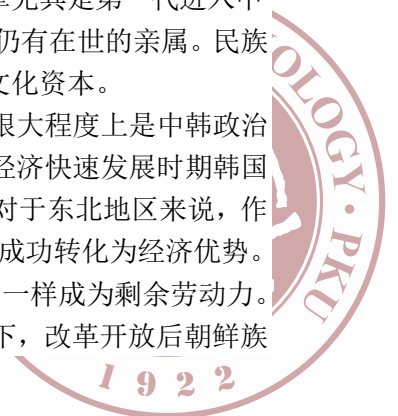 仍有在世的亲属。民族
文化资本。
很大程度上是中韩政治
经济快速发展时期韩国
对于东北地区来说，作
成功转化为经济优势。
一样成为剩余劳动力。
下，改革开放后朝鲜族
OLOGY · PKU
1922